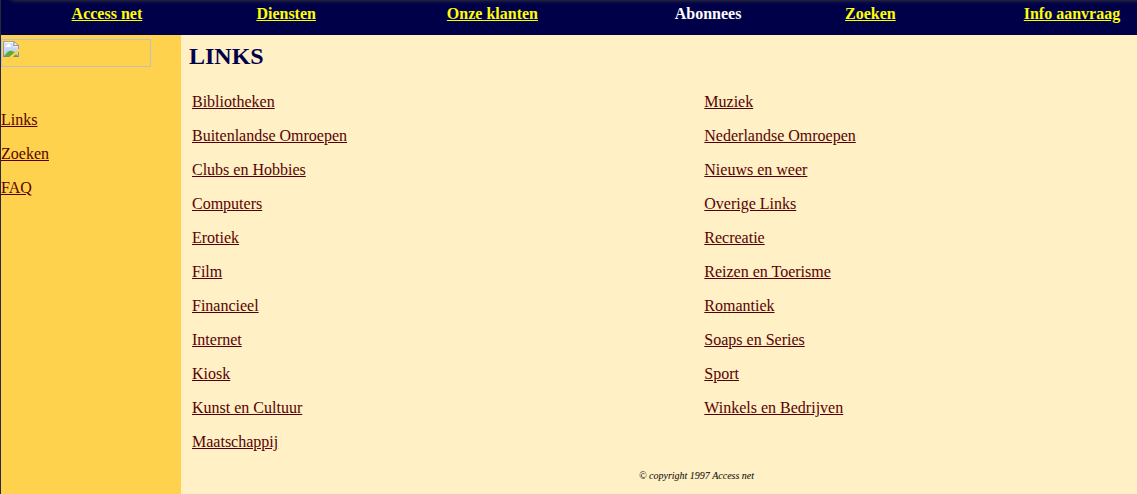 Access net Diensten Onze klanten Abonnees Zoeken Info aanvraag
Links
Zoeken
FAQ
LINKS
Bibliotheken
Buitenlandse Omroepen
Clubs en Hobbies
Computers
Erotiek
Film
Financieel
Internet
Kiosk
Kunst en Cultuur
Maatschappij
Muziek
Nederlandse Omroepen
Nieuws en weer
Overige Links
Recreatie
Reizen en Toerisme
Romantiek
Soaps en Series
Sport
Winkels en Bedrijven
© copyright 1997 Access net